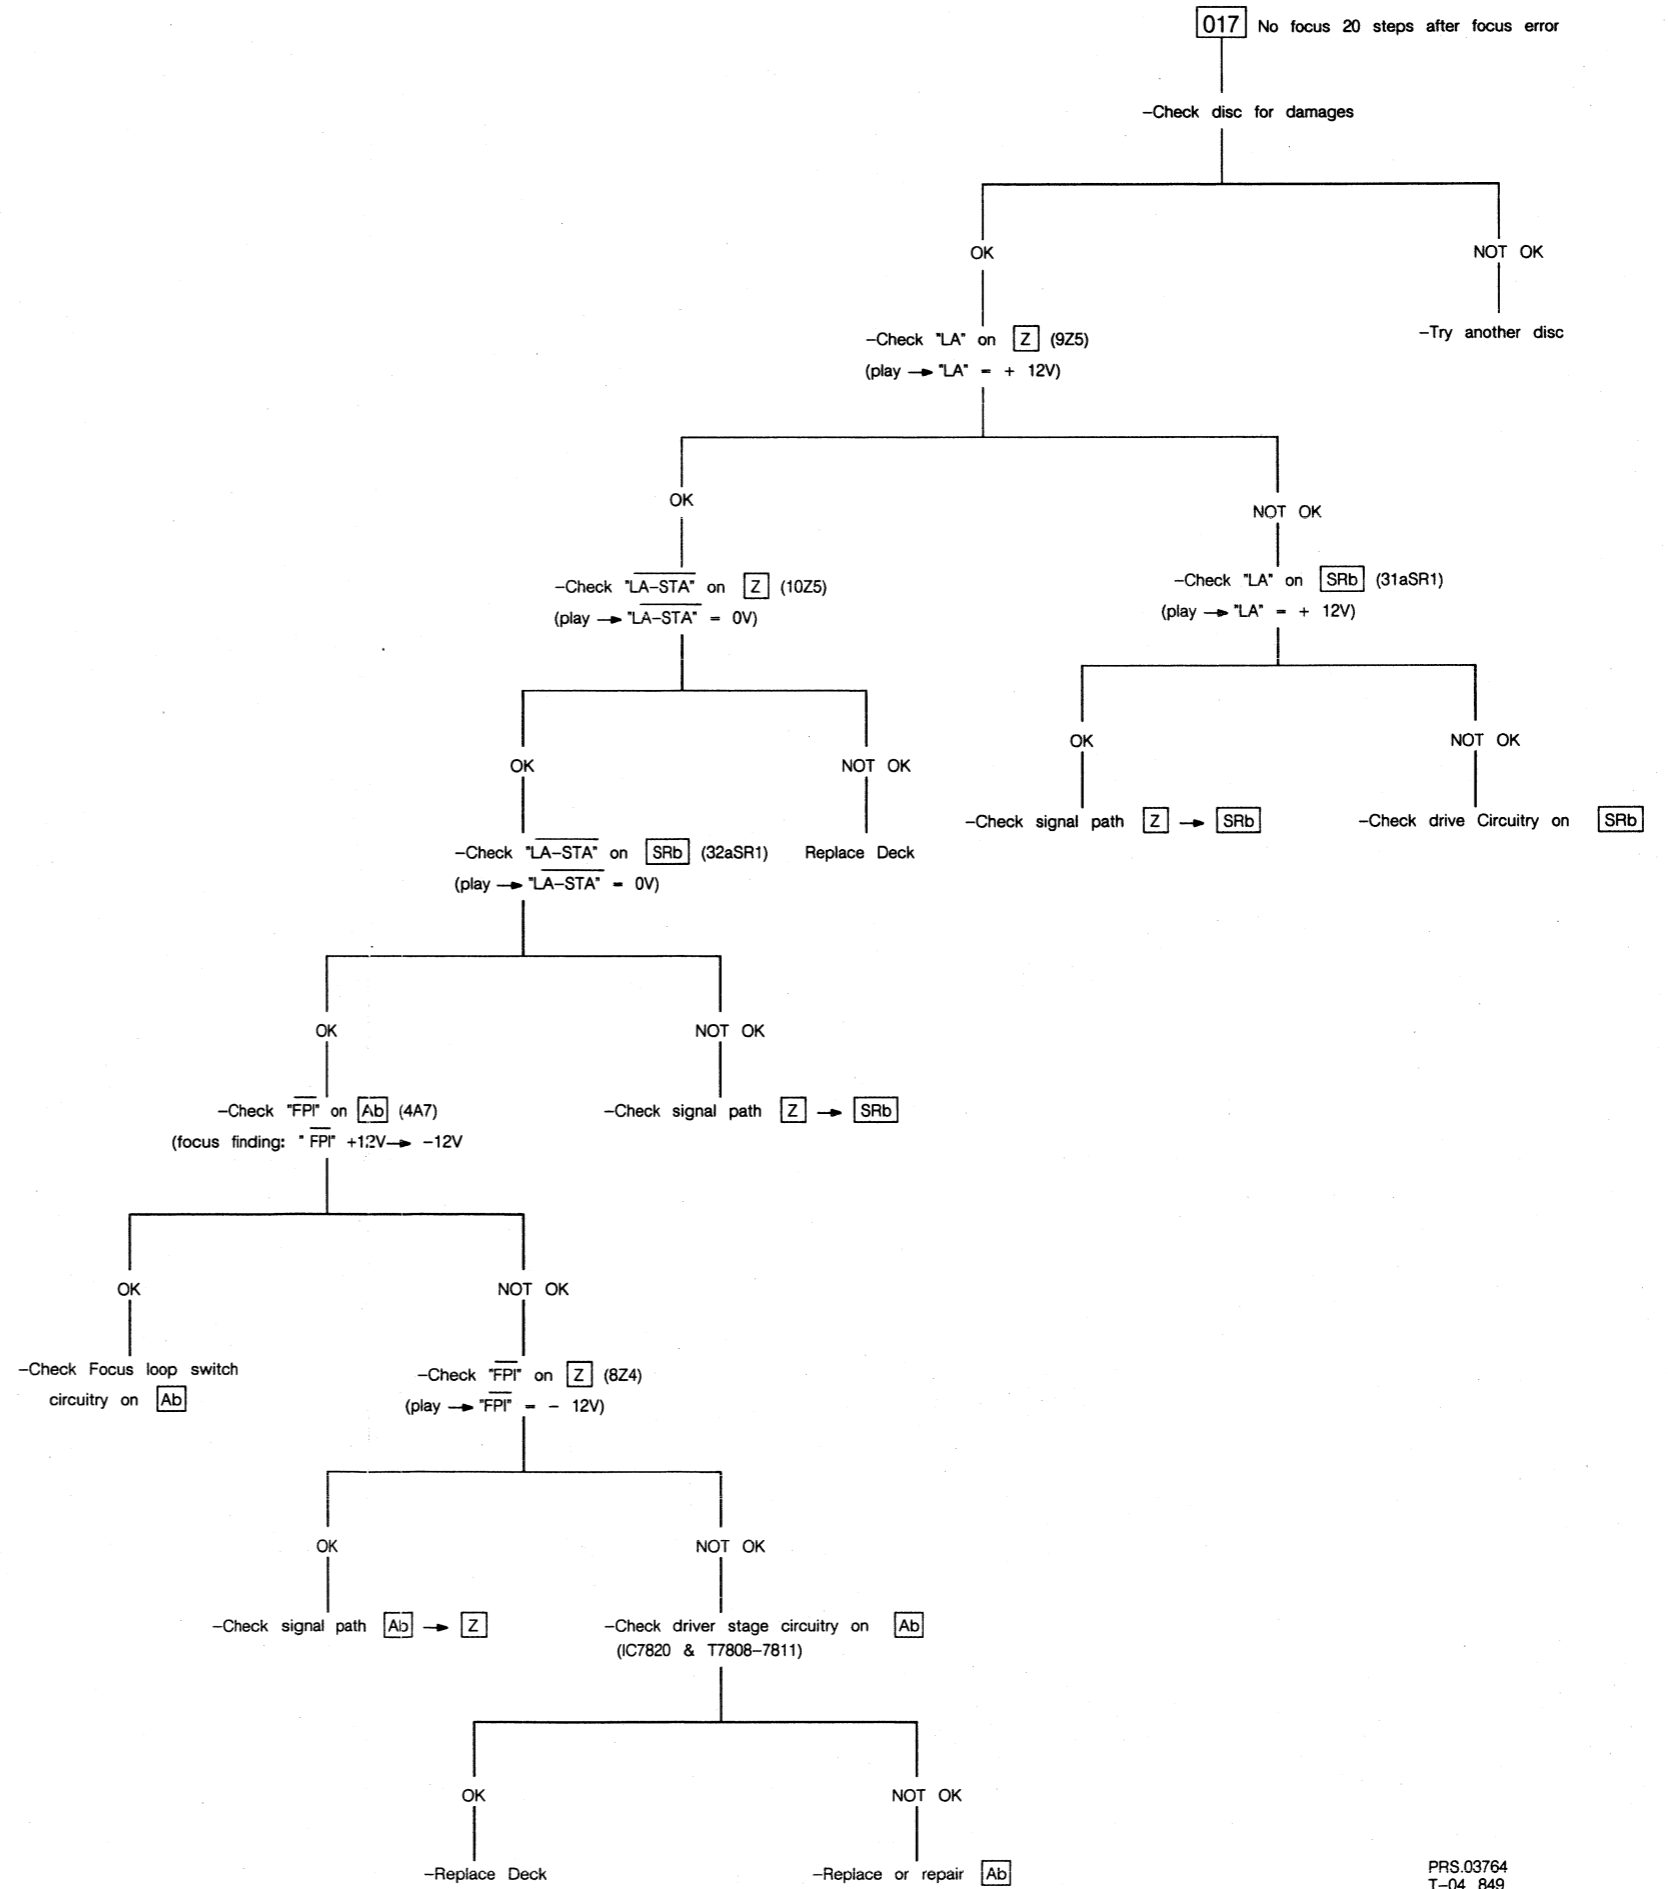 017 No focus 20 steps after focus error
–Check disc for damages
OK
NOT OK
–Check "LA" on Z (9Z5)
(play → "LA" = + 12V)
–Try another disc
OK
NOT OK
–Check "LA–STA" on Z (10Z5)
(play → "LA–STA" = 0V)
–Check "LA" on SRb (31aSR1)
(play → "LA" = + 12V)
OK
NOT OK
OK
NOT OK
–Check signal path Z → SRb
–Check drive Circuitry on SRb
–Check "LA–STA" on SRb (32aSR1)
(play → "LA–STA" = 0V)
Replace Deck
OK
NOT OK
–Check "FPI" on Ab (4A7)
(focus finding: "FPI" +12V → –12V
–Check signal path Z → SRb
OK
NOT OK
–Check Focus loop switch
circuitry on Ab
–Check "FPI" on Z (8Z4)
(play → "FPI" = – 12V)
OK
NOT OK
–Check signal path Ab → Z
–Check driver stage circuitry on Ab
(IC7820 & T7808–7811)
OK
NOT OK
–Replace Deck
–Replace or repair Ab
PRS.03764
T–04 849